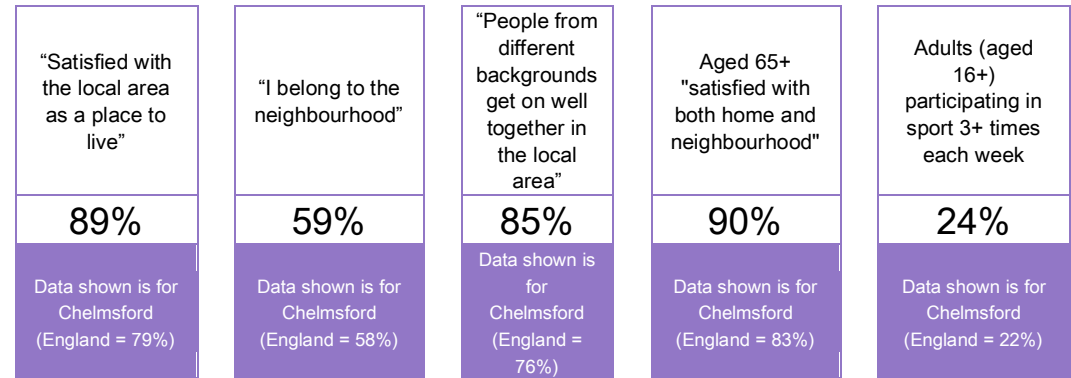 “Satisfied with
the local area
as a place to
live”
89%
Data shown is for
Chelmsford
(England = 79%)
“I belong to the
neighbourhood”
59%
Data shown is for
Chelmsford
(England = 58%)
“People from
different
backgrounds
get on well
together in
the local
area”
85%
Data shown is
for
Chelmsford
(England =
76%)
Aged 65+
"satisfied with
both home and
neighbourhood"
90%
Data shown is for
Chelmsford
(England = 83%)
Adults (aged
16+)
participating in
sport 3+ times
each week
24%
Data shown is for
Chelmsford
(England = 22%)